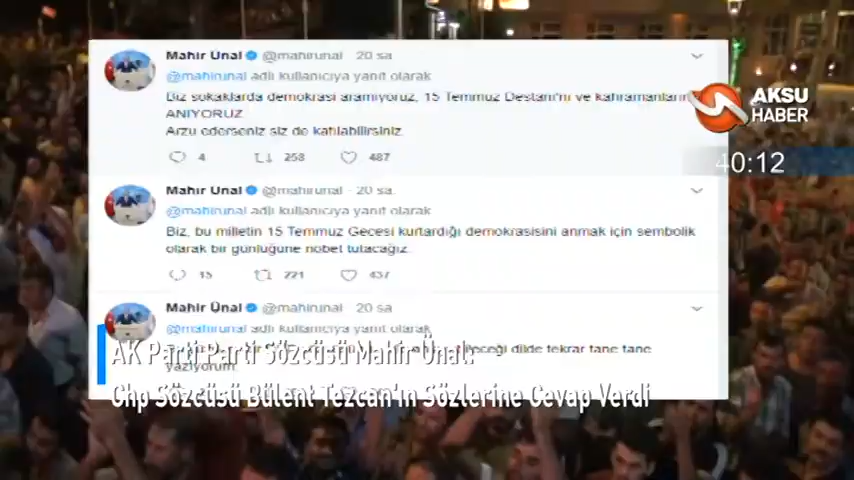 Mahir Ünal @mahirunal · 20 sa
@mahirunal adlı kullanıcıya yanıt olarak
Biz sokaklarda demokrasi aramıyoruz, 15 Temmuz Destanı'nı ve kahramanlarını
ANIYORUZ
Arzu ederseniz siz de katılabilirsiniz.
4 258 487
AKSU
HABER
40:12
Mahir Ünal @mahirunal · 20 sa
@mahirunal adlı kullanıcıya yanıt olarak
Biz, bu milletin 15 Temmuz Gecesi kurtardığı demokrasisini anmak için sembolik
olarak bir günlüğüne nöbet tutacağız.
15 221 437
Mahir Ünal @mahirunal · 20 sa
@mahirunal adlı kullanıcıya yanıt olarak
dilde tekrar tane tane
yazıyorum
AK Parti Parti Sözcüsü Mahir Ünal:
Chp Sözcüsü Bülent Tezcan'ın Sözlerine Cevap Verdi